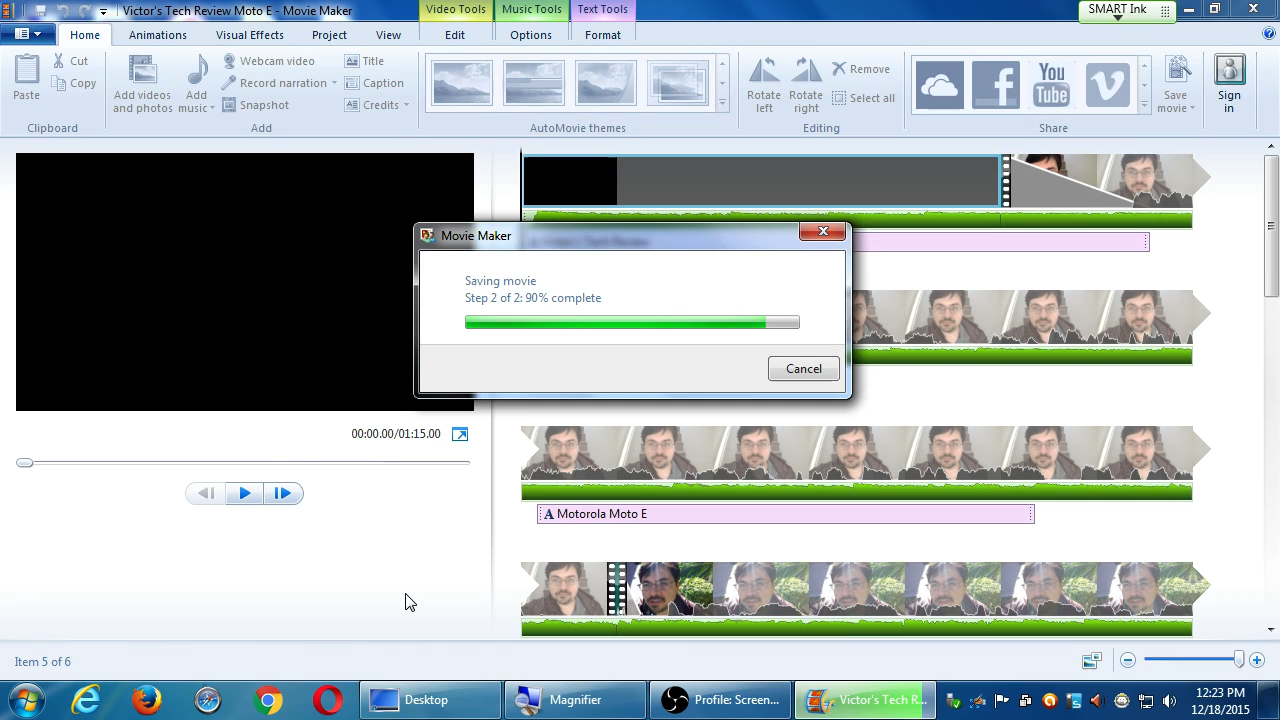 Victor's Tech Review Moto E - Movie Maker
Video Tools
Music Tools
Text Tools
SMART Ink
Home
Animations
Visual Effects
Project
View
Edit
Options
Format
Paste
Cut
Copy
Clipboard
Add videos
and photos
Add
music
Webcam video
Record narration
Snapshot
Title
Caption
Credits
Add
AutoMovie themes
Rotate
left
Rotate
right
Remove
Select all
Editing
You
Tube
Share
Save
movie
Sign
in
Movie Maker
Saving movie
Step 2 of 2: 90% complete
Cancel
00:00.00/01:15.00
A Motorola Moto E
Item 5 of 6
Desktop
Magnifier
Profile: Screen...
Victor's Tech R...
12:23 PM
12/18/2015